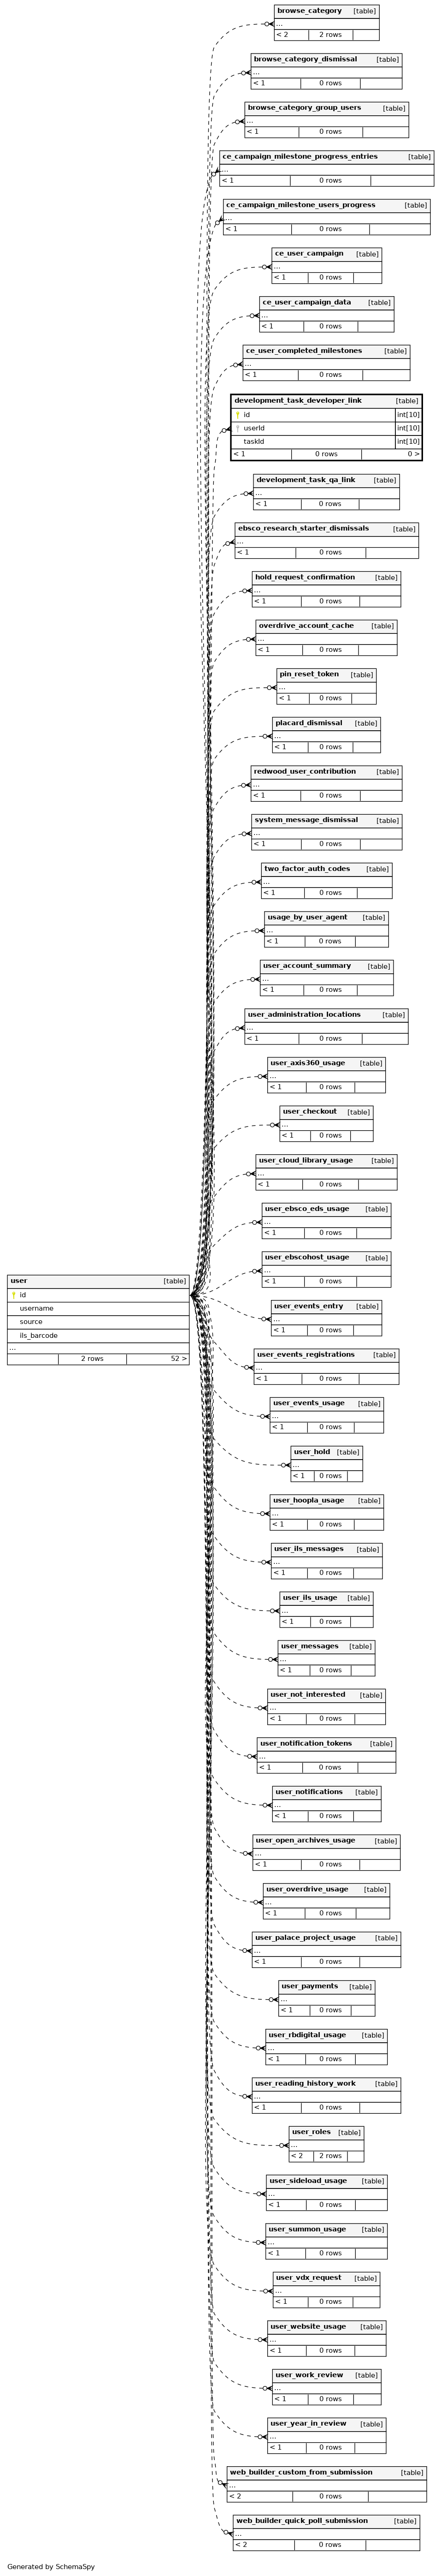 browse_category [table]
...
< 2 2 rows
browse_category_dismissal [table]
...
< 1 0 rows
browse_category_group_users [table]
...
< 1 0 rows
ce_campaign_milestone_progress_entries [table]
...
< 1 0 rows
ce_campaign_milestone_users_progress [table]
...
< 1 0 rows
ce_user_campaign [table]
...
< 1 0 rows
ce_user_campaign_data [table]
...
< 1 0 rows
ce_user_completed_milestones [table]
...
< 1 0 rows
development_task_developer_link [table]
id int[10]
userId int[10]
taskId int[10]
< 1 0 rows 0 >
development_task_qa_link [table]
...
< 1 0 rows
ebsco_research_starter_dismissals [table]
...
< 1 0 rows
hold_request_confirmation [table]
...
< 1 0 rows
overdrive_account_cache [table]
...
< 1 0 rows
pin_reset_token [table]
...
< 1 0 rows
placard_dismissal [table]
...
< 1 0 rows
redwood_user_contribution [table]
...
< 1 0 rows
system_message_dismissal [table]
...
< 1 0 rows
two_factor_auth_codes [table]
...
< 1 0 rows
usage_by_user_agent [table]
...
< 1 0 rows
user_account_summary [table]
...
< 1 0 rows
user_administration_locations [table]
...
< 1 0 rows
user_axis360_usage [table]
...
< 1 0 rows
user_checkout [table]
...
< 1 0 rows
user_cloud_library_usage [table]
...
< 1 0 rows
user_ebsco_eds_usage [table]
...
< 1 0 rows
user_ebscohost_usage [table]
...
< 1 0 rows
user [table]
id
username
source
ils_barcode
...
2 rows 52 >
user_events_entry [table]
...
< 1 0 rows
user_events_registrations [table]
...
< 1 0 rows
user_events_usage [table]
...
< 1 0 rows
user_hold [table]
...
< 1 0 rows
user_hoopla_usage [table]
...
< 1 0 rows
user_ils_messages [table]
...
< 1 0 rows
user_ils_usage [table]
...
< 1 0 rows
user_messages [table]
...
< 1 0 rows
user_not_interested [table]
...
< 1 0 rows
user_notification_tokens [table]
...
< 1 0 rows
user_notifications [table]
...
< 1 0 rows
user_open_archives_usage [table]
...
< 1 0 rows
user_overdrive_usage [table]
...
< 1 0 rows
user_palace_project_usage [table]
...
< 1 0 rows
user_payments [table]
...
< 1 0 rows
user_rbdigital_usage [table]
...
< 1 0 rows
user_reading_history_work [table]
...
< 1 0 rows
user_roles [table]
...
< 2 2 rows
user_sideload_usage [table]
...
< 1 0 rows
user_summon_usage [table]
...
< 1 0 rows
user_vdx_request [table]
...
< 1 0 rows
user_website_usage [table]
...
< 1 0 rows
user_work_review [table]
...
< 1 0 rows
user_year_in_review [table]
...
< 1 0 rows
web_builder_custom_from_submission [table]
...
< 2 0 rows
web_builder_quick_poll_submission [table]
...
< 2 0 rows
Generated by SchemaSpy